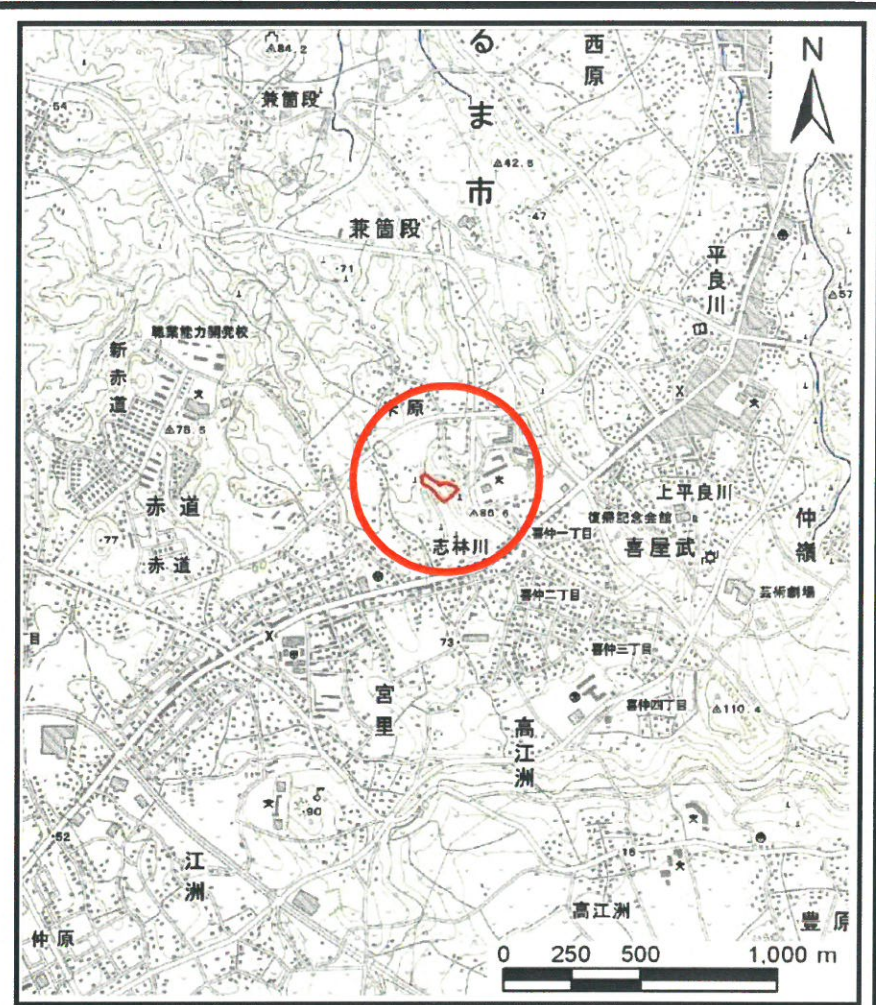 △84.2
兼箇段
54
るま市
西原
N
△42.5
47
兼箇段
・71
平良川
△57
職業能力開発校
新赤道
△78.5
原
△86.6
志林川
赤道
・77
赤道
50
上平良川
復帰記念会館
喜屋武
仲嶺
喜仲一丁目
喜仲二丁目
芸術劇場
目
73
喜仲三丁目
宮里
喜仲四丁目
△110.4
高江洲
・90
・52
江洲
16
仲原
高江洲
豊原
0 250 500 1,000 m